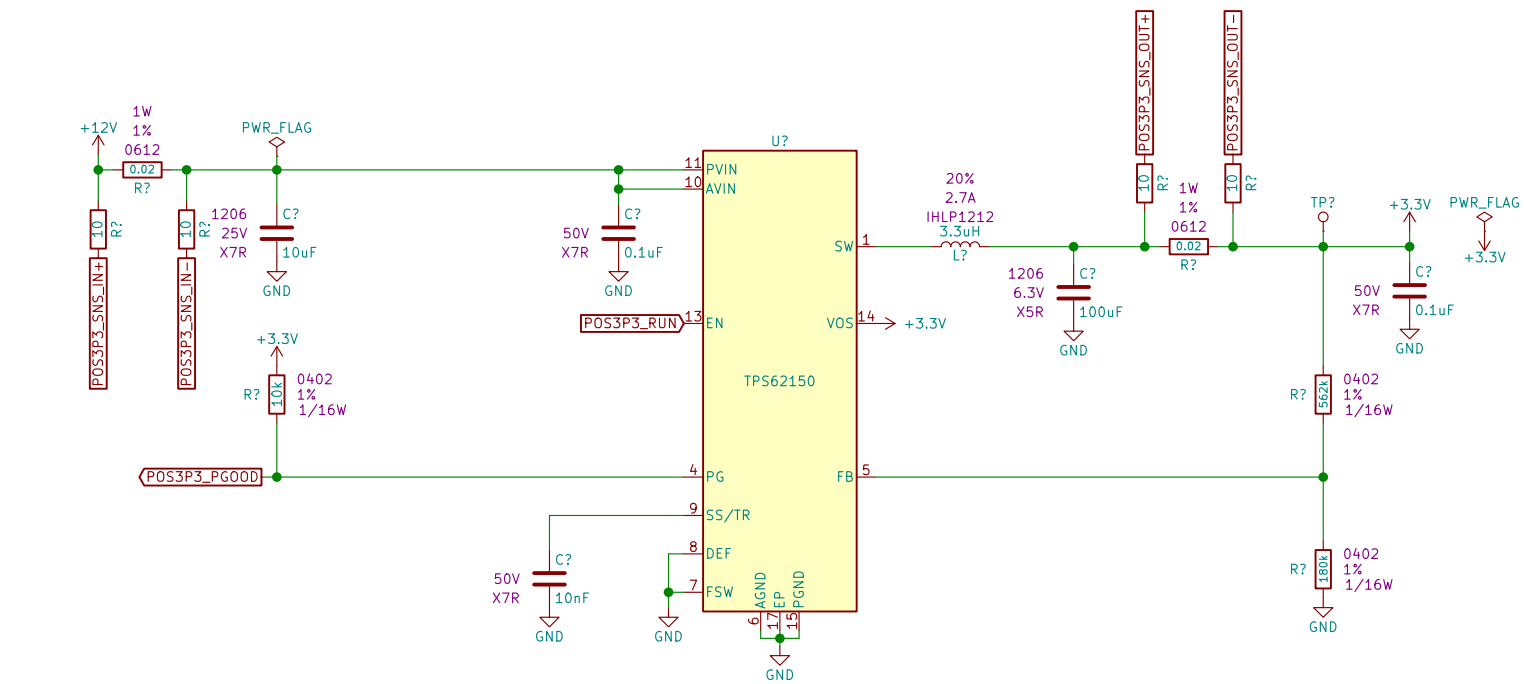 POS3P3_SNS_OUT+
POS3P3_SNS_OUT-
10
R?
10
R?
1W
1%
0612
+12V
0.02
R?
PWR_FLAG
10
R?
10
R?
POS3P3_SNS_IN+
POS3P3_SNS_IN-
1206
25V
X7R
C?
10uF
GND
50V
X7R
C?
0.1uF
GND
U?
11
PVIN
10
AVIN
SW
1
POS3P3_RUN
13
EN
VOS
14
+3.3V
TPS62150
4
PG
FB
5
9
SS/TR
8
DEF
7
FSW
AGND
EP
PGND
6
17
15
GND
20%
2.7A
IHLP1212
3.3uH
L?
1206
6.3V
X5R
C?
100uF
GND
1W
1%
0612
0.02
R?
TP?
+3.3V
PWR_FLAG
+3.3V
50V
X7R
C?
0.1uF
GND
+3.3V
R?
10k
0402
1%
1/16W
POS3P3_PGOOD
R?
562k
0402
1%
1/16W
50V
X7R
C?
10nF
GND
GND
R?
180k
0402
1%
1/16W
GND